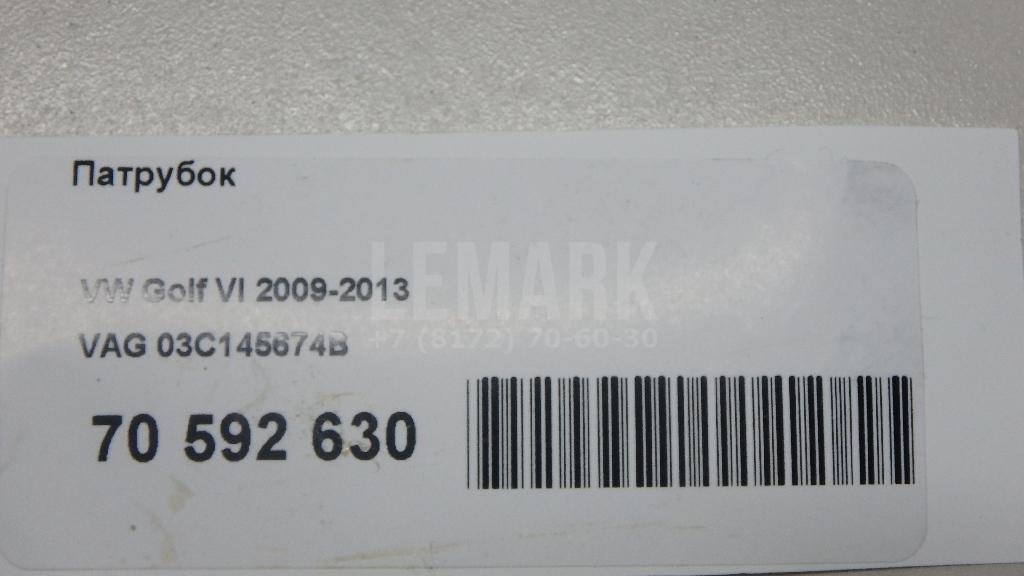 Патрубок
LEMARK
VW Golf VI 2009-2013
+7 (8172) 70-60-30
VAG 03C145674B
70 592 630